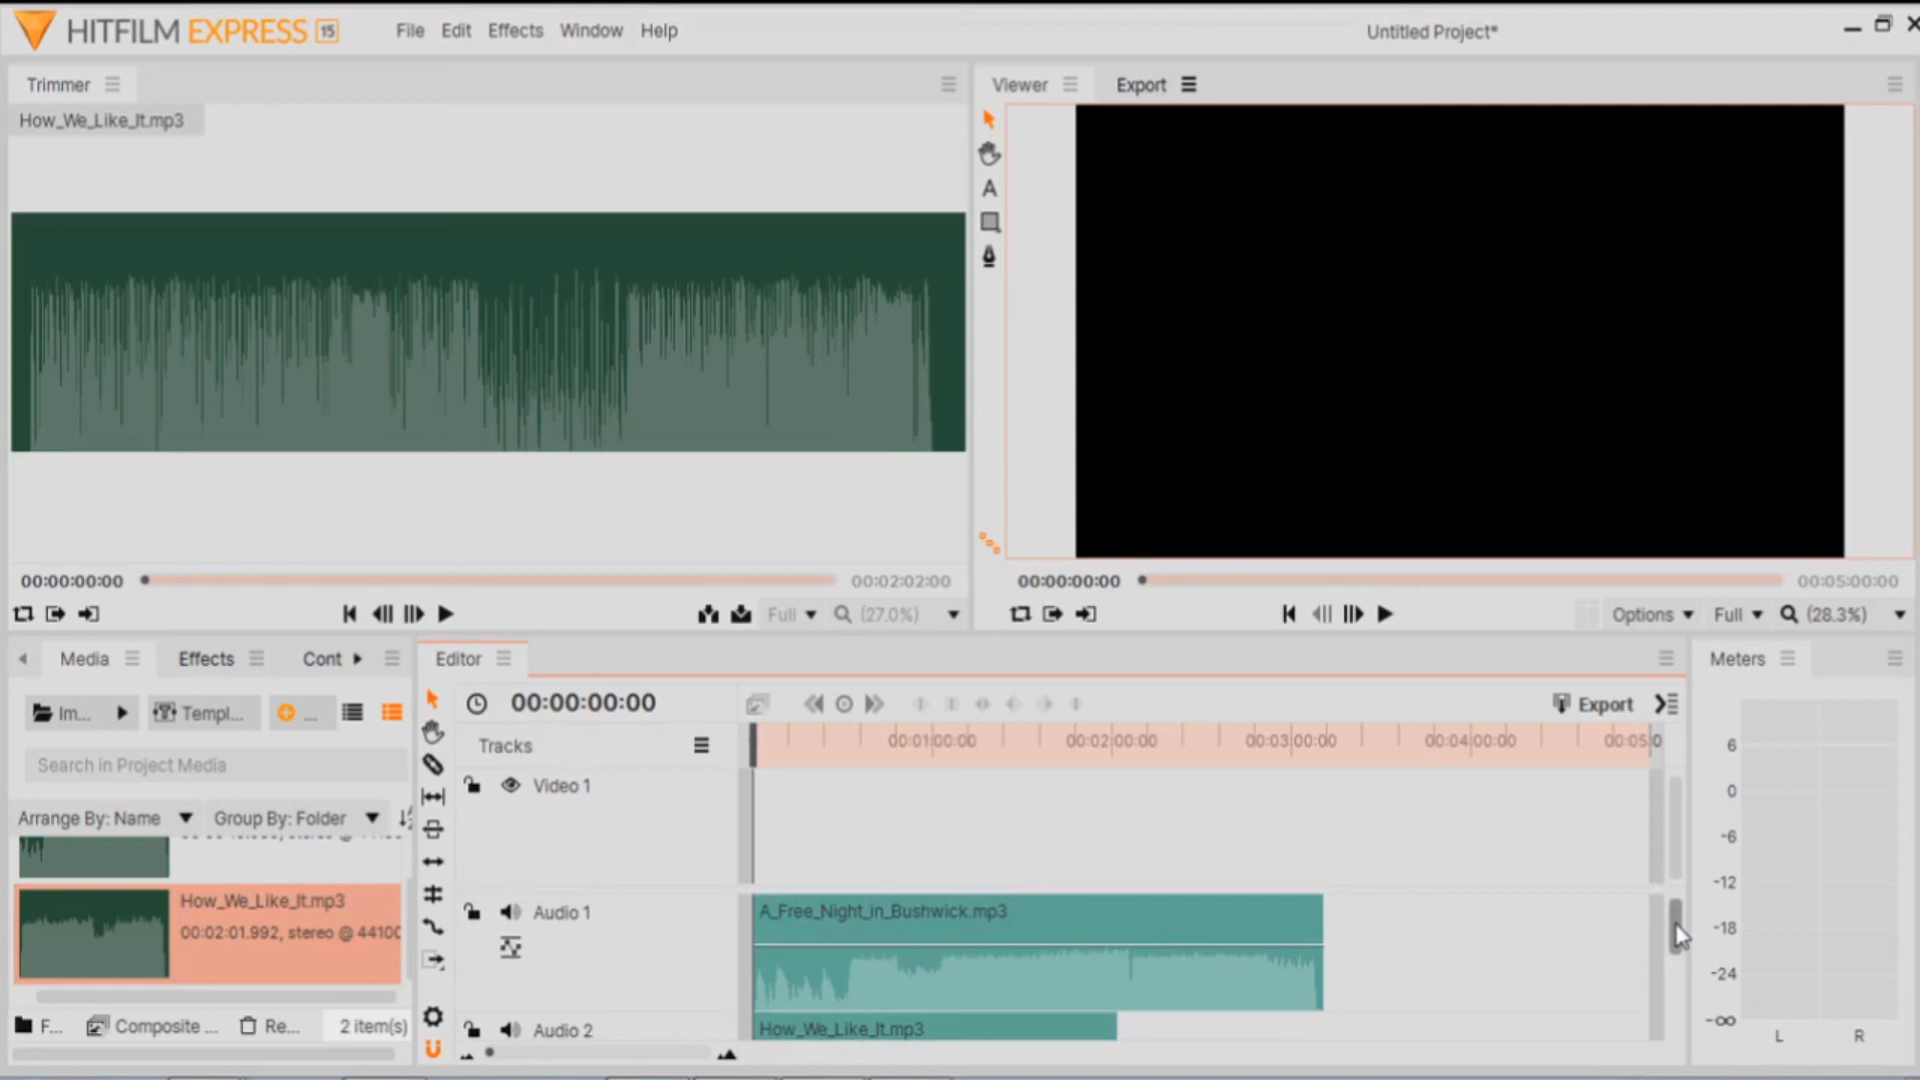 HITFILM EXPRESS 15
File Edit Effects Window Help
Untitled Project*
Trimmer
Viewer
Export
How_We_Like_It.mp3
A
00:00:00:00
00:02:02:00
00:00:00:00
00:05:00:00
Full
(27.0%)
Options
Full
(28.3%)
Media
Effects
Cont
Editor
Meters
Im...
Templ...
...
00:00:00:00
Export
Search in Project Media
Tracks
00:01:00:00
00:02:00:00
00:03:00:00
00:04:00:00
00:05:0
6
Video 1
0
Arrange By: Name
Group By: Folder
-6
-12
How_We_Like_It.mp3
00:02:01.992, stereo @ 4410
Audio 1
A_Free_Night_in_Bushwick.mp3
-18
-24
F...
Composite ...
Re...
2 item(s)
Audio 2
How_We_Like_It.mp3
-∞
L
R